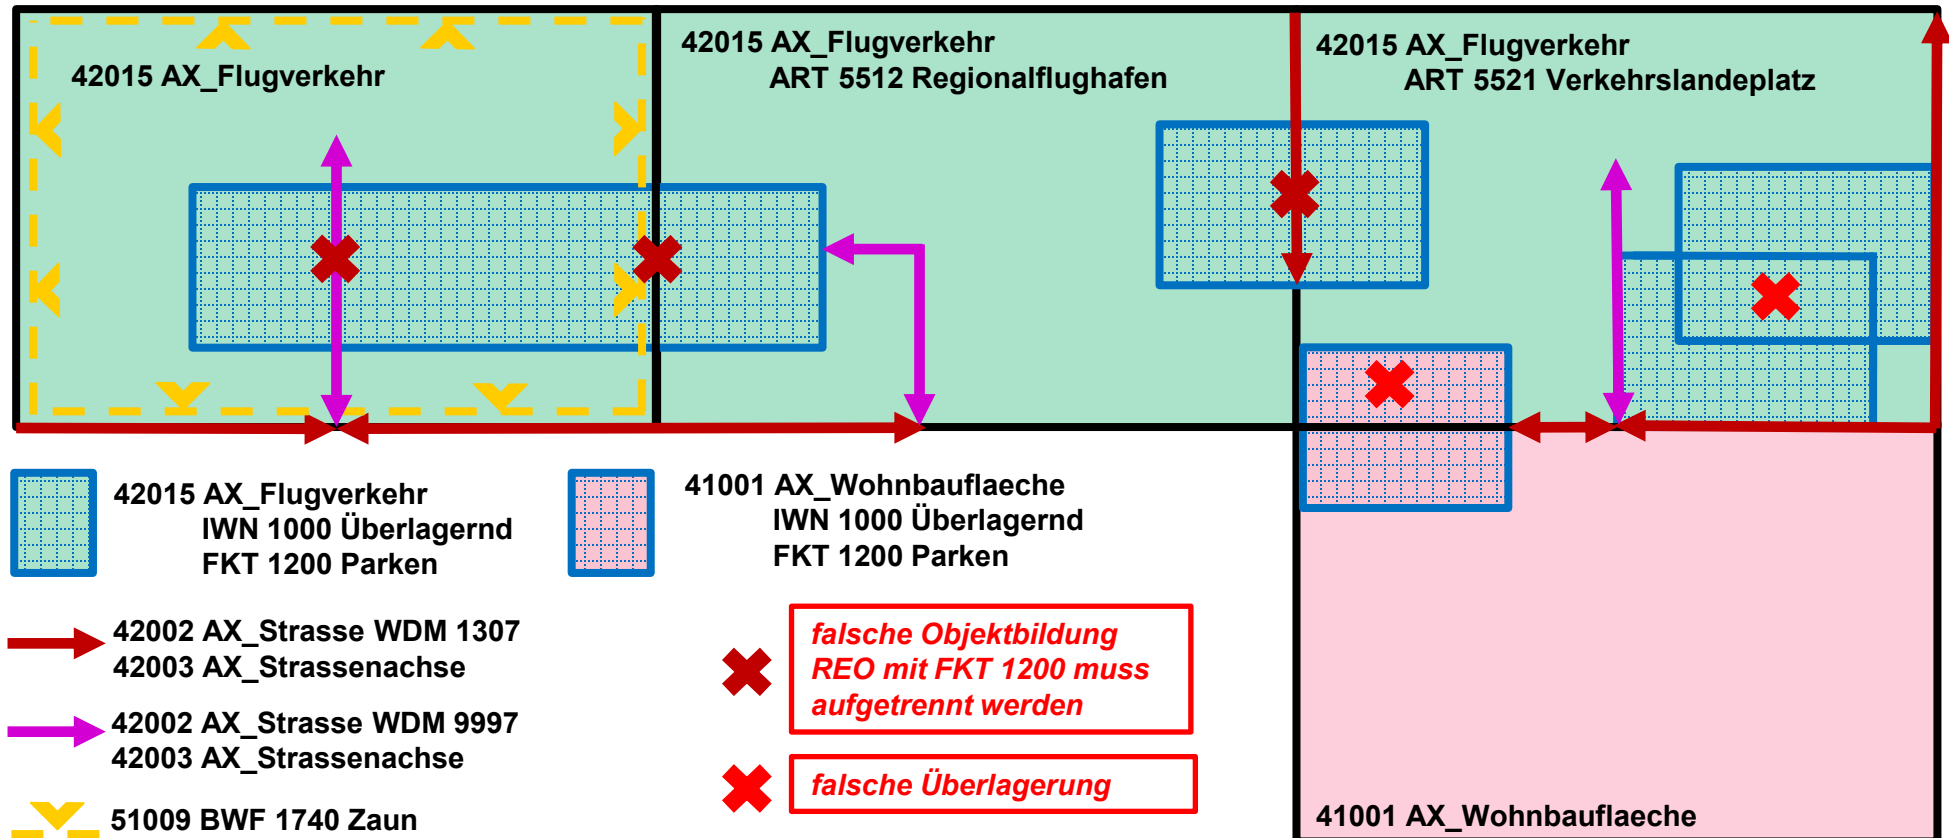 42015 AX_Flugverkehr
42015 AX_Flugverkehr
ART 5512 Regionalflughafen
42015 AX_Flugverkehr
ART 5521 Verkehrslandeplatz
42015 AX_Flugverkehr
IWN 1000 Überlagernd
FKT 1200 Parken
41001 AX_Wohnbauflaeche
IWN 1000 Überlagernd
FKT 1200 Parken
42002 AX_Strasse WDM 1307
42003 AX_Strassenachse
42002 AX_Strasse WDM 9997
42003 AX_Strassenachse
51009 BWF 1740 Zaun
falsche Objektbildung
REO mit FKT 1200 muss
aufgetrennt werden
falsche Überlagerung
41001 AX_Wohnbauflaeche